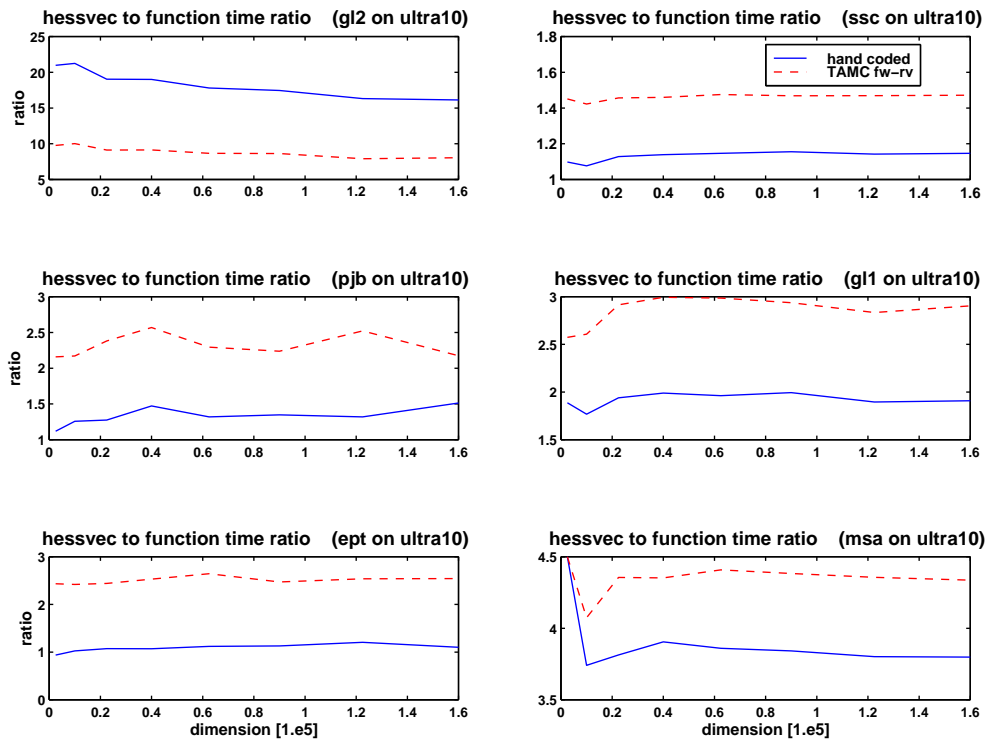 hessvec to function time ratio (gl2 on ultra10)
25
20
15
10
5
ratio
0 0.2 0.4 0.6 0.8 1 1.2 1.4 1.6
hessvec to function time ratio (ssc on ultra10)
1.8
1.6
1.4
1.2
1
hand coded
TAMC fw-rv
0 0.2 0.4 0.6 0.8 1 1.2 1.4 1.6
hessvec to function time ratio (pjb on ultra10)
3
2.5
2
1.5
1
ratio
0 0.2 0.4 0.6 0.8 1 1.2 1.4 1.6
hessvec to function time ratio (gl1 on ultra10)
3
2.5
2
1.5
0 0.2 0.4 0.6 0.8 1 1.2 1.4 1.6
hessvec to function time ratio (ept on ultra10)
3
2
1
0
ratio
0 0.2 0.4 0.6 0.8 1 1.2 1.4 1.6
dimension [1.e5]
hessvec to function time ratio (msa on ultra10)
4.5
4
3.5
0 0.2 0.4 0.6 0.8 1 1.2 1.4 1.6
dimension [1.e5]